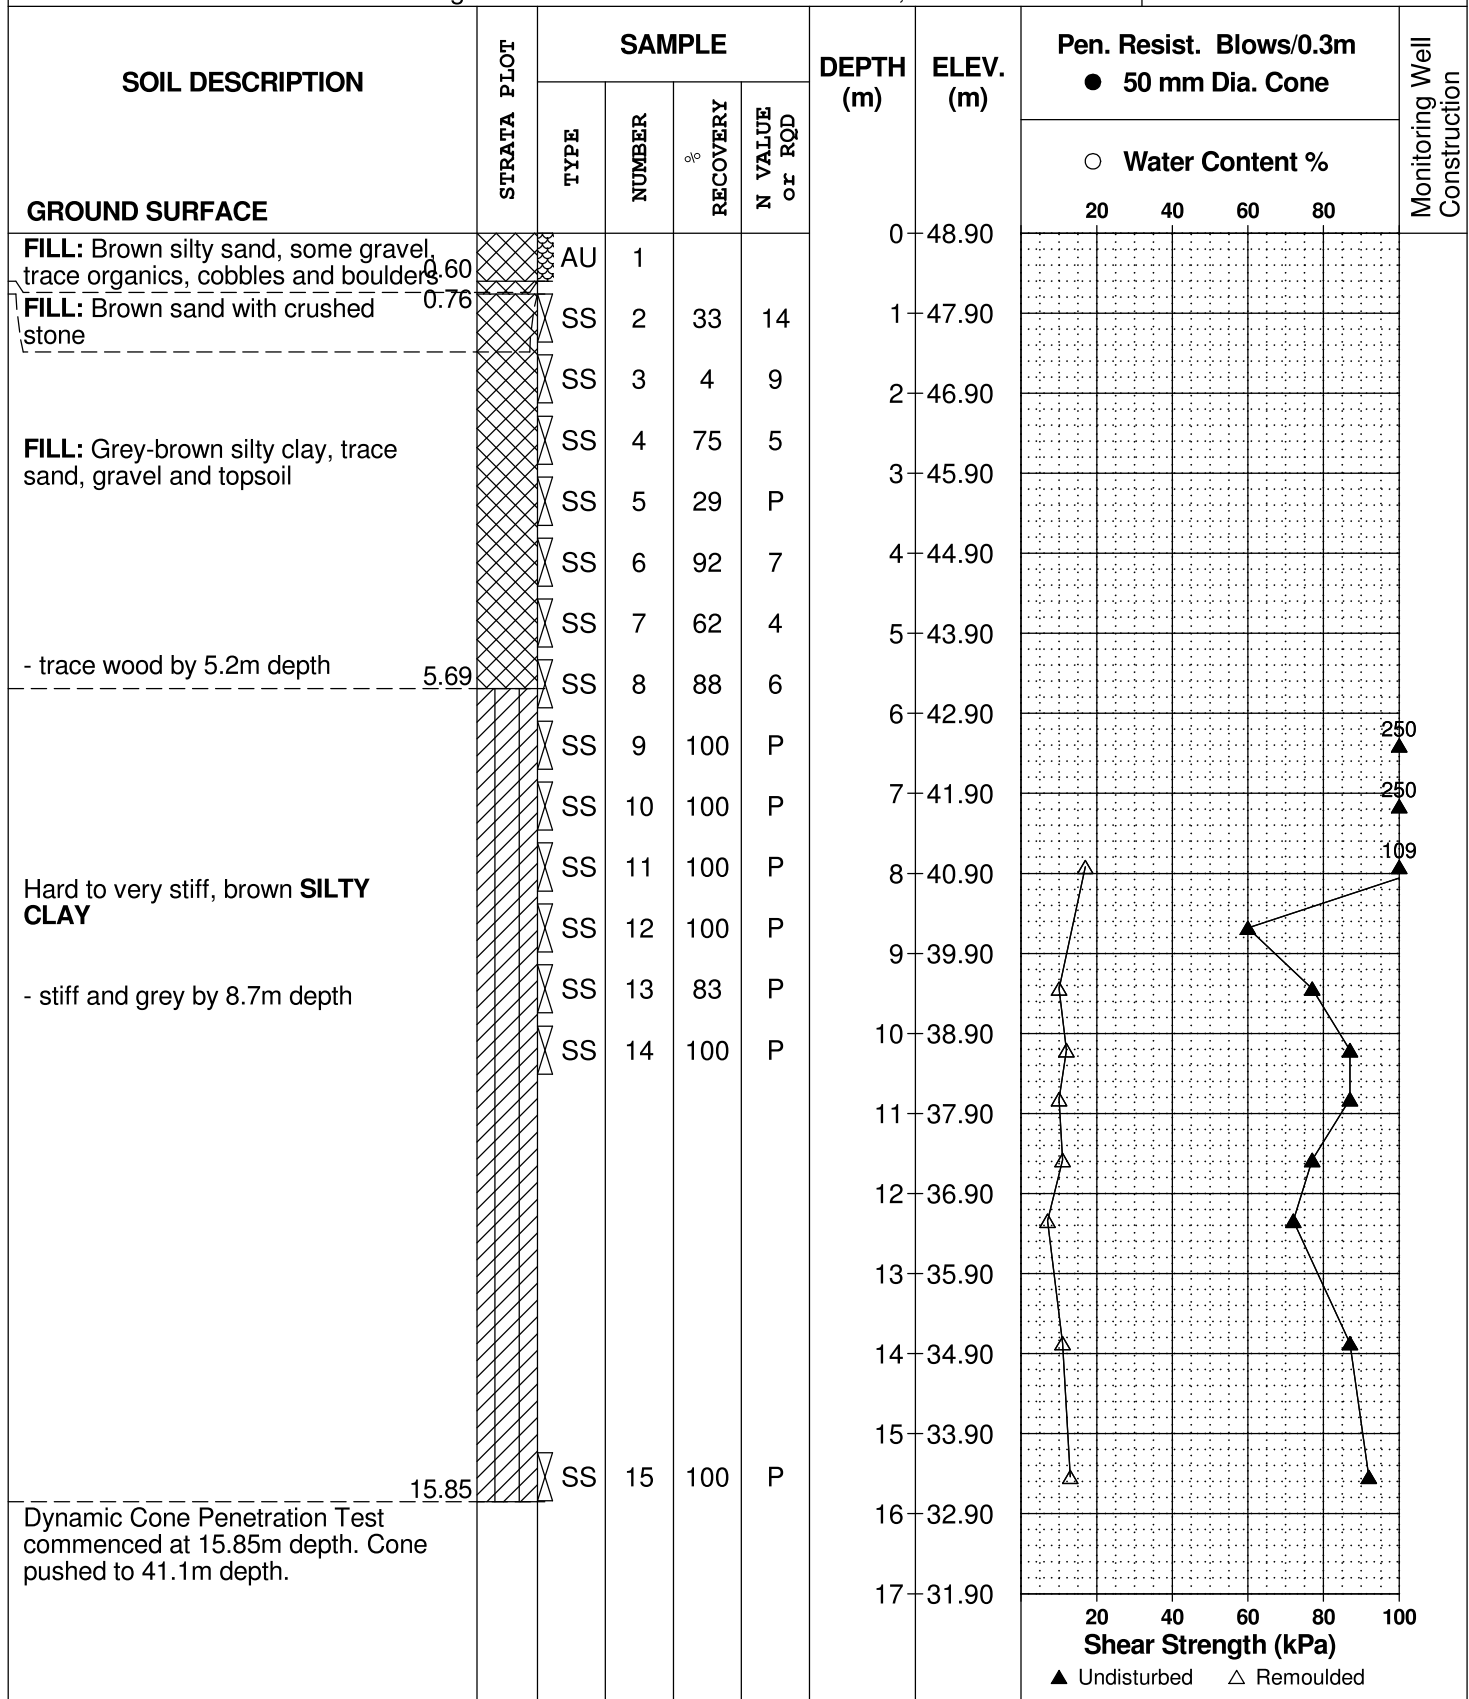 SOIL DESCRIPTION
GROUND SURFACE
STRATA PLOT
SAMPLE
TYPE
NUMBER
%
RECOVERY
N VALUE
or RQD
DEPTH
(m)
ELEV.
(m)
Pen. Resist. Blows/0.3m
● 50 mm Dia. Cone
○ Water Content %
20 40 60 80
Monitoring Well
Construction
0 48.90
FILL: Brown silty sand, some gravel,
trace organics, cobbles and boulders
0.60
AU 1
0.76
FILL: Brown sand with crushed
stone
SS 2 33 14
1 47.90
SS 3 4 9
2 46.90
FILL: Grey-brown silty clay, trace
sand, gravel and topsoil
SS 4 75 5
3 45.90
SS 5 29 P
4 44.90
SS 6 92 7
SS 7 62 4
5 43.90
- trace wood by 5.2m depth
5.69
SS 8 88 6
6 42.90
250
SS 9 100 P
7 41.90
250
SS 10 100 P
109
SS 11 100 P
8 40.90
Hard to very stiff, brown SILTY
CLAY
SS 12 100 P
9 39.90
- stiff and grey by 8.7m depth
SS 13 83 P
10 38.90
SS 14 100 P
11 37.90
12 36.90
13 35.90
14 34.90
15 33.90
SS 15 100 P
15.85
16 32.90
Dynamic Cone Penetration Test
commenced at 15.85m depth. Cone
pushed to 41.1m depth.
17 31.90
20 40 60 80 100
Shear Strength (kPa)
▲ Undisturbed △ Remoulded